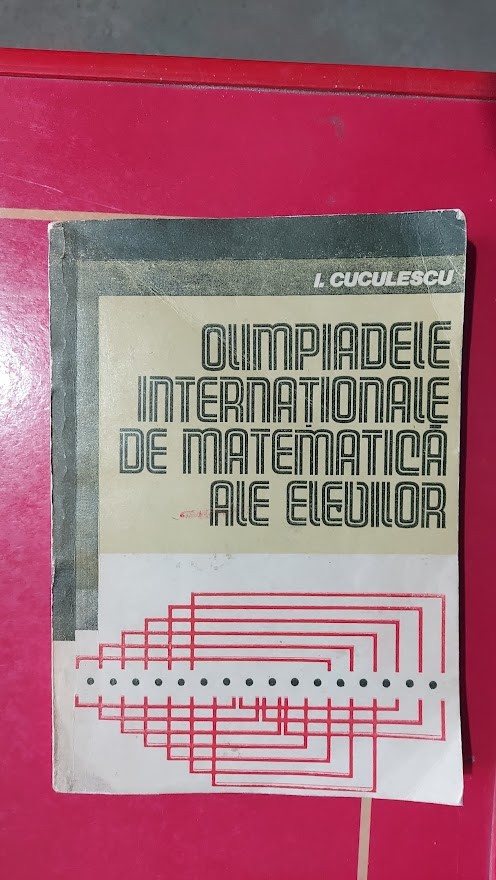 I. CUCULESCU
OLIMPIADELE
INTERNAȚIONALE
DE MATEMATICĂ
ALE ELEVILOR